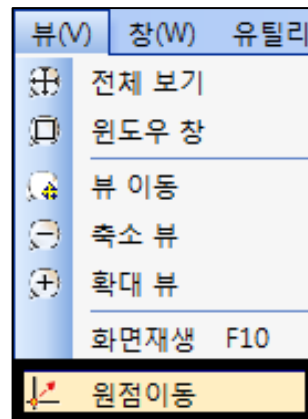 뷰(V) 창(W) 유틸리
전체 보기
윈도우 창
뷰 이동
축소 뷰
확대 뷰
화면재생 F10
원점이동